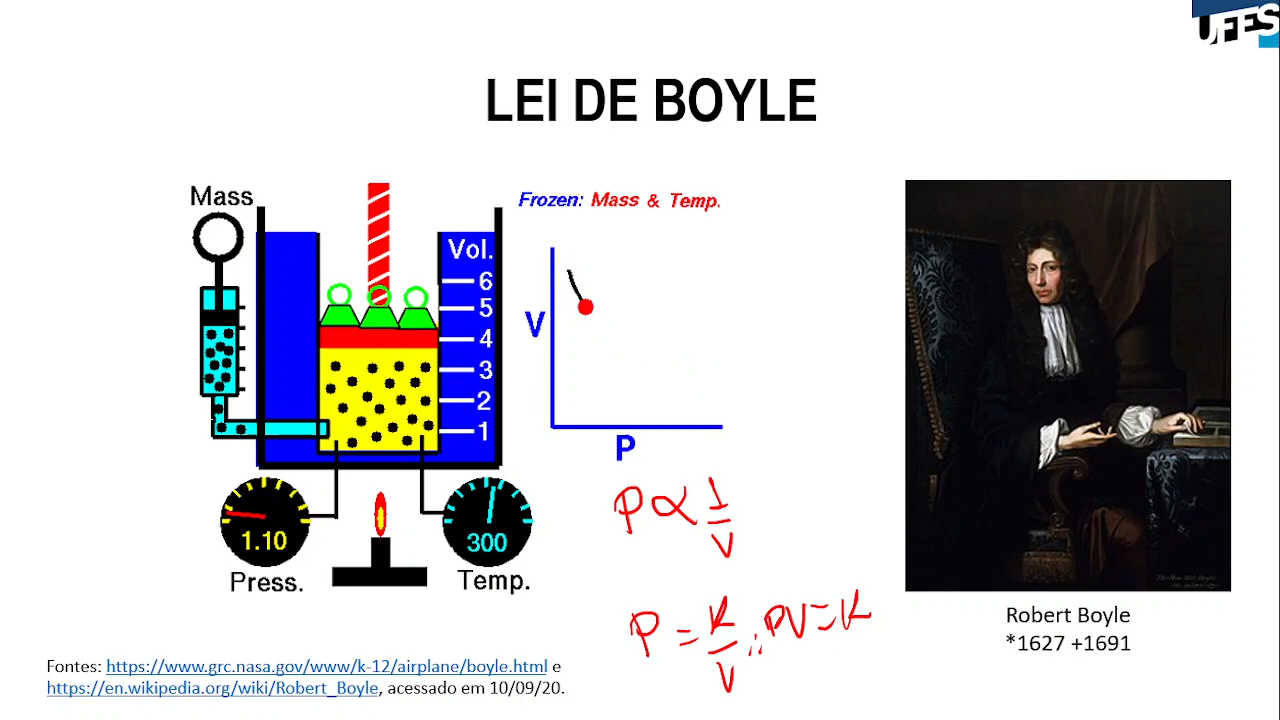 UFES
LEI DE BOYLE
Mass
Frozen: Mass & Temp.
Vol.
6
5
4
3
2
1
V
P
P ∝ 1/V
P = K/V ∴ PV = K
1.10
300
Press.
Temp.
Robert Boyle
*1627 +1691
Fontes: https://www.grc.nasa.gov/www/k-12/airplane/boyle.html e
https://en.wikipedia.org/wiki/Robert_Boyle, acessado em 10/09/20.